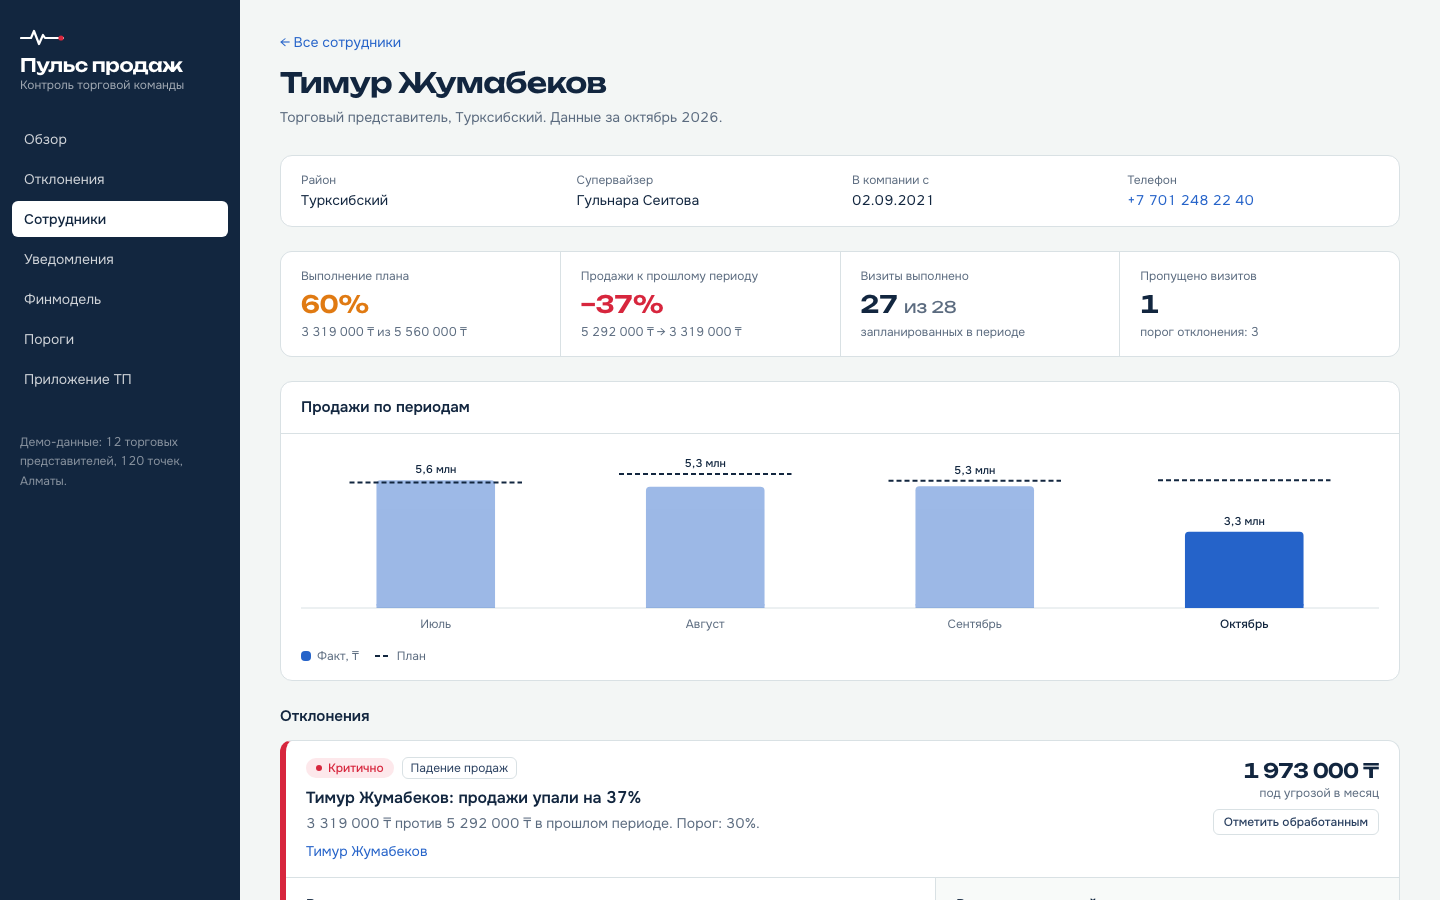 Пульс продаж
Контроль торговой команды
Обзор
Отклонения
Сотрудники
Уведомления
Финмодель
Пороги
Приложение ТП
Демо-данные: 12 торговых
представителей, 120 точек,
Алматы.
← Все сотрудники
Тимур Жумабеков
Торговый представитель, Турксибский. Данные за октябрь 2026.
Район
Турксибский
Супервайзер
Гульнара Сеитова
В компании с
02.09.2021
Телефон
+7 701 248 22 40
Выполнение плана
60%
3 319 000 ₸ из 5 560 000 ₸
Продажи к прошлому периоду
−37%
5 292 000 ₸ → 3 319 000 ₸
Визиты выполнено
27 из 28
запланированных в периоде
Пропущено визитов
1
порог отклонения: 3
Продажи по периодам
5,6 млн
5,3 млн
5,3 млн
3,3 млн
Июль
Август
Сентябрь
Октябрь
Факт, ₸
План
Отклонения
Критично
Падение продаж
Тимур Жумабеков: продажи упали на 37%
3 319 000 ₸ против 5 292 000 ₸ в прошлом периоде. Порог: 30%.
Тимур Жумабеков
1 973 000 ₸
под угрозой в месяц
Отметить обработанным